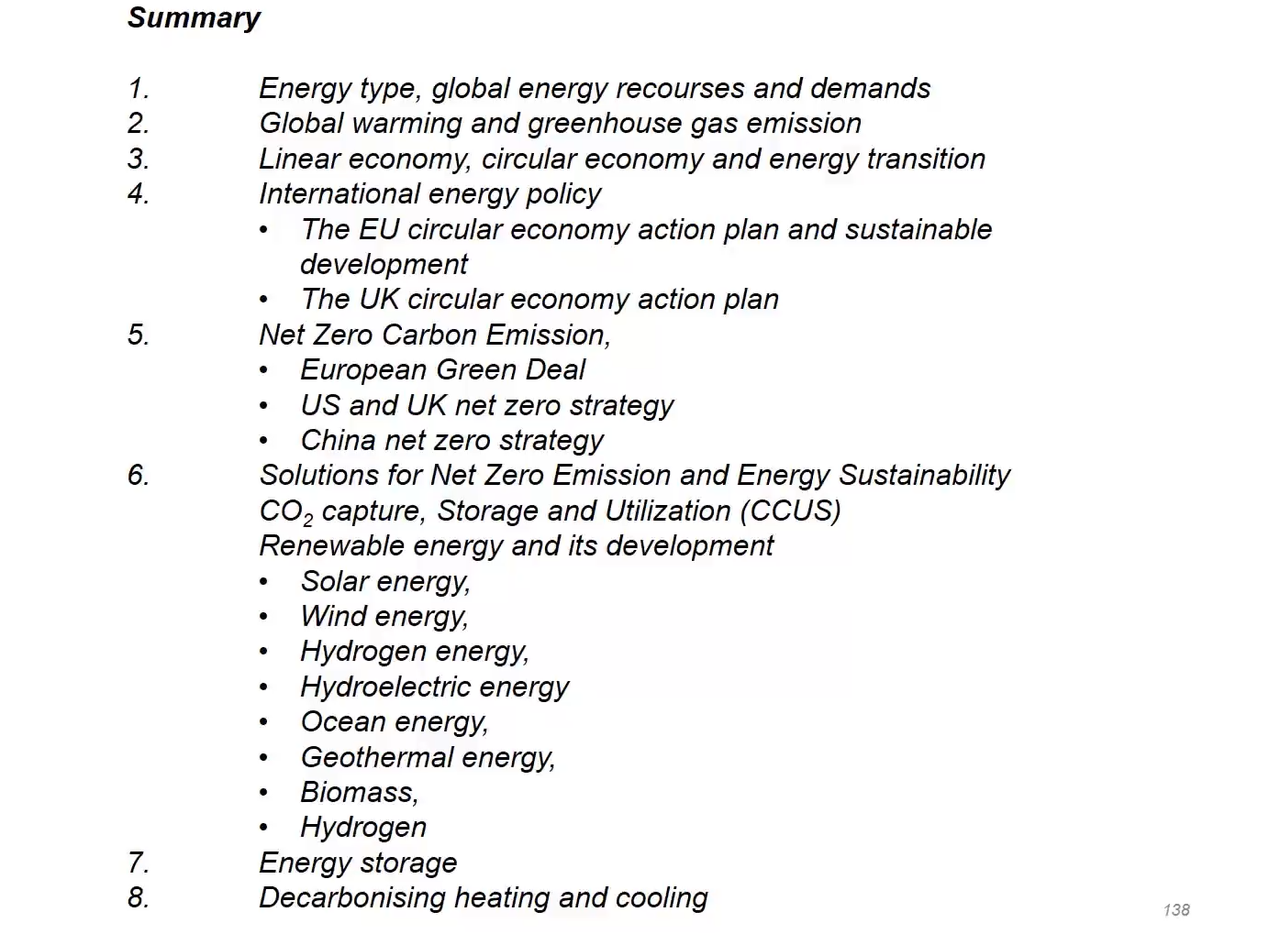 Summary
1. Energy type, global energy recourses and demands
2. Global warming and greenhouse gas emission
3. Linear economy, circular economy and energy transition
4. International energy policy
• The EU circular economy action plan and sustainable
development
• The UK circular economy action plan
5. Net Zero Carbon Emission,
• European Green Deal
• US and UK net zero strategy
• China net zero strategy
6. Solutions for Net Zero Emission and Energy Sustainability
CO₂ capture, Storage and Utilization (CCUS)
Renewable energy and its development
• Solar energy,
• Wind energy,
• Hydrogen energy,
• Hydroelectric energy
• Ocean energy,
• Geothermal energy,
• Biomass,
• Hydrogen
7. Energy storage
8. Decarbonising heating and cooling
138